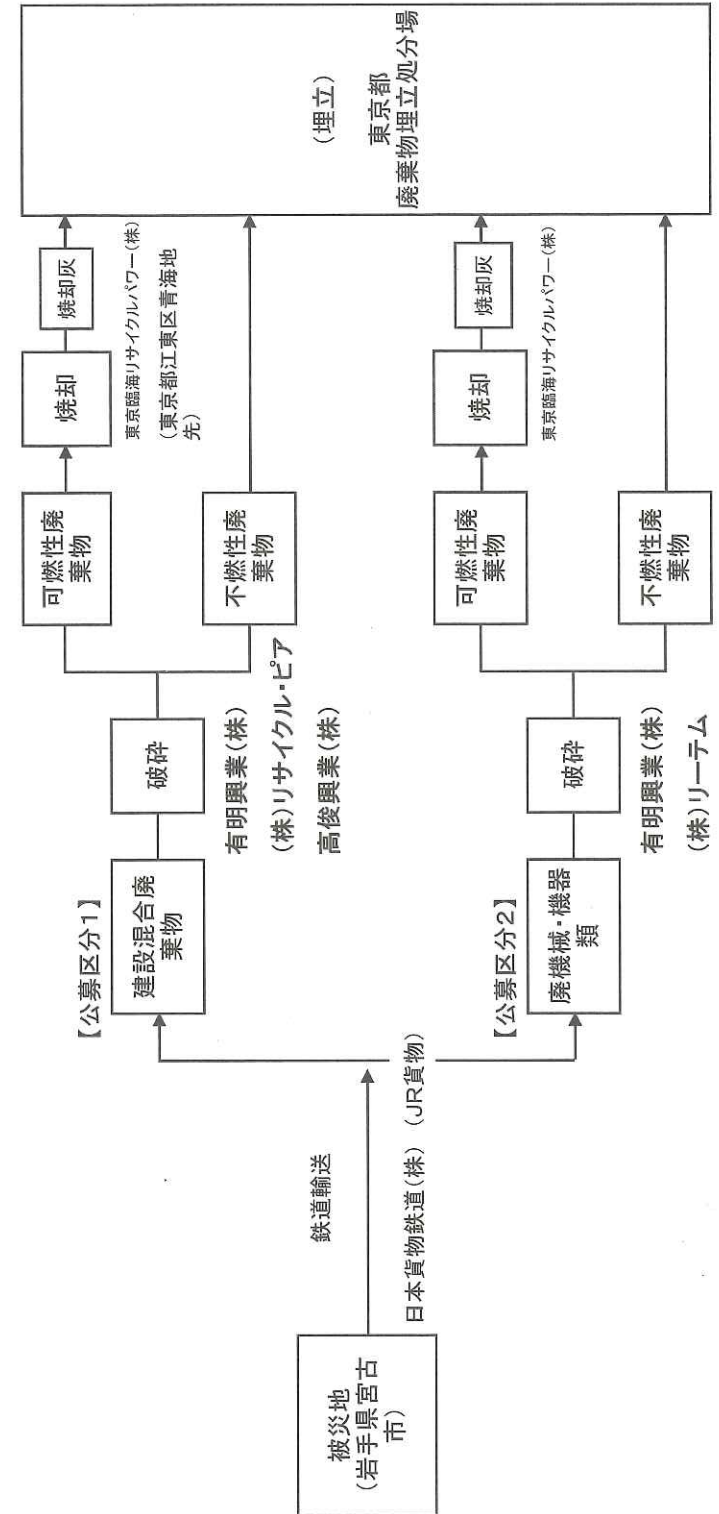 被災地
(岩手県宮古
市)
鉄道輸送
日本貨物鉄道(株) (JR貨物)
【公募区分1】
建設混合廃
棄物
破砕
有明興業(株)
(株)リサイクル・ピア
高俊興業(株)
可燃性廃
棄物
焼却
焼却灰
東京臨海リサイクルパワー(株)
(東京都江東区青海地
先)
不燃性廃
棄物
【公募区分2】
廃機械・機器
類
破砕
有明興業(株)
(株)リーテム
可燃性廃
棄物
焼却
焼却灰
東京臨海リサイクルパワー(株)
不燃性廃
棄物
(埋立)
東京都
廃棄物埋立処分場